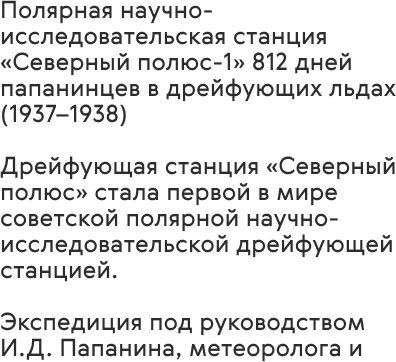 Полярная научно-
исследовательская станция
«Северный полюс-1» 812 дней
папанинцев в дрейфующих льдах
(1937–1938)
Дрейфующая станция «Северный
полюс» стала первой в мире
советской полярной научно-
исследовательской дрейфующей
станцией.
Экспедиция под руководством
И.Д. Папанина, метеоролога и